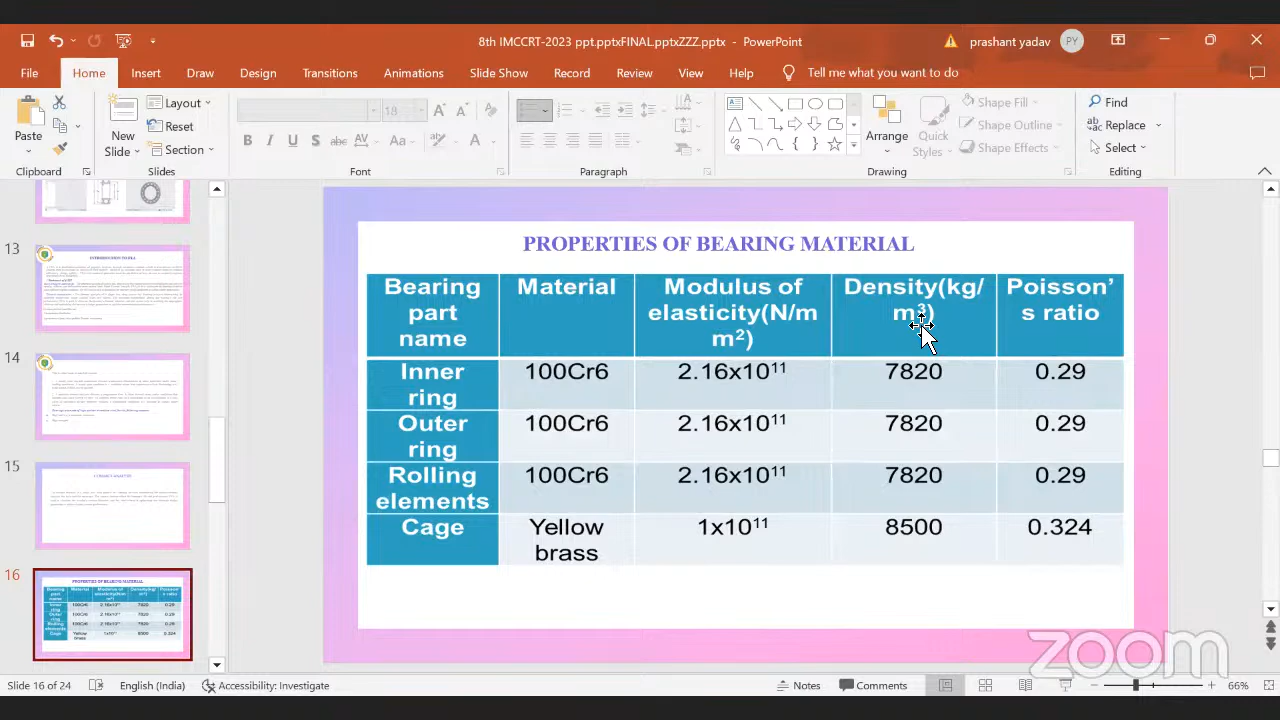 8th IMCCRT-2023 ppt.pptxFINAL.pptxZZZ.pptx - PowerPoint
prashant yadav
PY
File Home Insert Draw Design Transitions Animations Slide Show Record Review View Help Tell me what you want to do
Paste
Clipboard
New
Slide
Layout
Reset
Section
Slides
18
B I U S abc AV Aa A
Font
Paragraph
Arrange
Quick
Styles
Shape Fill
Shape Outline
Shape Effects
Drawing
Find
Replace
Select
Editing
13
14
15
16
PROPERTIES OF BEARING MATERIAL
Bearing
part
name
Material
Modulus of
elasticity(N/m
m²)
Density(kg/
m³)
Poisson’
s ratio
Inner
ring
100Cr6
2.16x10¹¹
7820
0.29
Outer
ring
100Cr6
2.16x10¹¹
7820
0.29
Rolling
elements
100Cr6
2.16x10¹¹
7820
0.29
Cage
Yellow
brass
1x10¹¹
8500
0.324
zoom
Slide 16 of 24 English (India) Accessibility: Investigate Notes Comments 66%